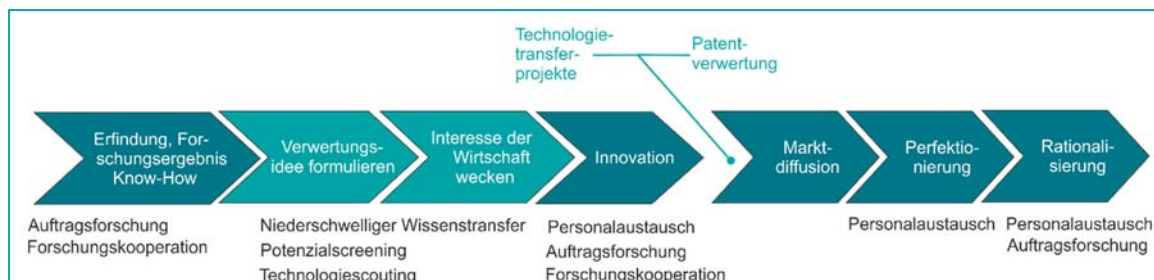 Technologie-
transfer-
projekte
Patent-
verwertung
Erfindung, For-
schungsergebnis
Know-How
Verwertungs-
idee formulieren
Interesse der
Wirtschaft
wecken
Innovation
Markt-
diffusion
Perfektio-
nierung
Rationali-
sierung
Auftragsforschung
Forschungskooperation
Niederschwelliger Wissenstransfer
Potenzialscreening
Technologiescouting
Personalaustausch
Auftragsforschung
Forschungskooperation
Personalaustausch
Personalaustausch
Auftragsforschung